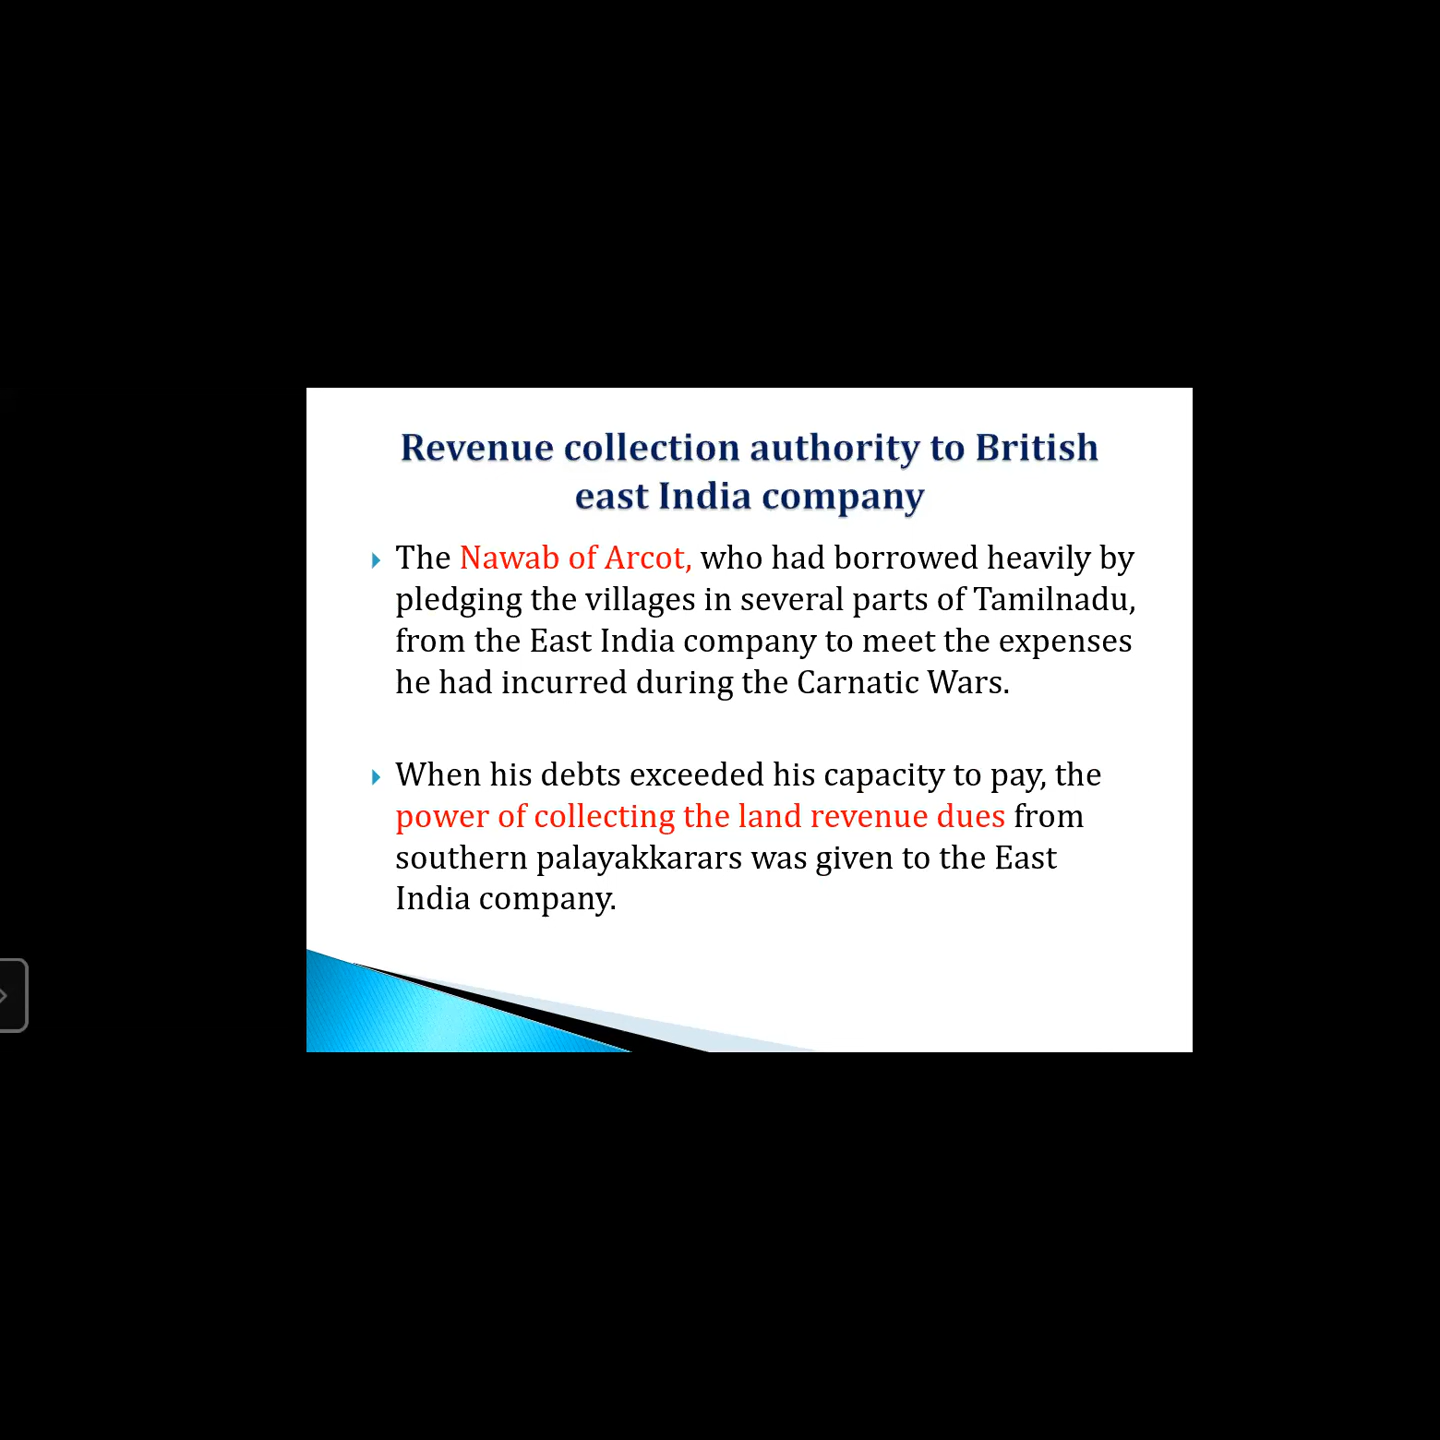 Revenue collection authority to British
east India company
The Nawab of Arcot, who had borrowed heavily by
pledging the villages in several parts of Tamilnadu,
from the East India company to meet the expenses
he had incurred during the Carnatic Wars.
When his debts exceeded his capacity to pay, the
power of collecting the land revenue dues from
southern palayakkarars was given to the East
India company.